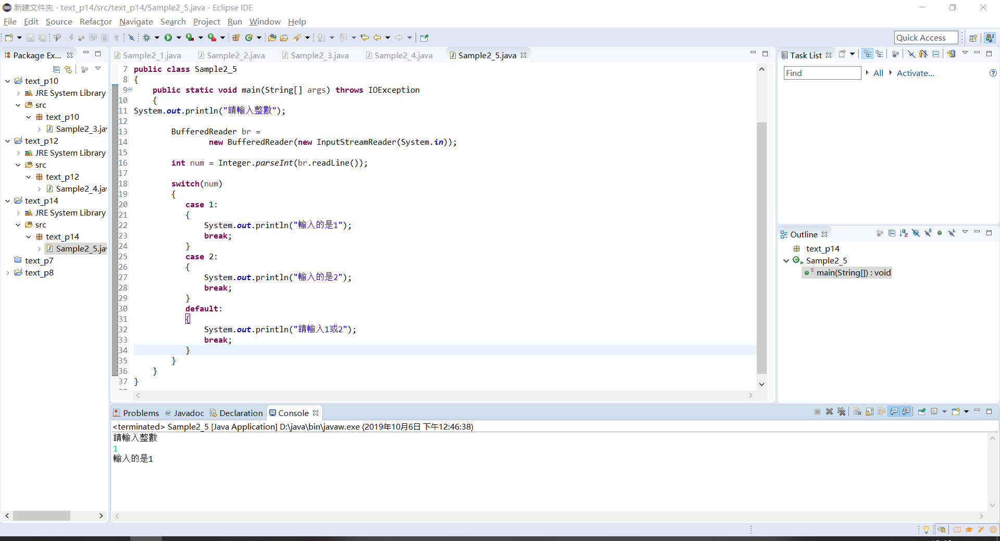 新建文件夹 - text_p14/src/text_p14/Sample2_5.java - Eclipse IDE
File Edit Source Refactor Navigate Search Project Run Window Help
Quick Access
Package Ex...
text_p10
JRE System Library
src
text_p10
Sample2_3.jav
text_p12
JRE System Library
src
text_p12
Sample2_4.jav
text_p14
JRE System Library
src
text_p14
Sample2_5.jav
text_p7
text_p8
Sample2_1.java Sample2_2.java Sample2_3.java Sample2_4.java Sample2_5.java
7 public class Sample2_5
8 {
9 public static void main(String[] args) throws IOException
10 {
11 System.out.println("請輸入整數");
12
13 BufferedReader br =
14 new BufferedReader(new InputStreamReader(System.in));
15
16 int num = Integer.parseInt(br.readLine());
17
18 switch(num)
19 {
20 case 1:
21 {
22 System.out.println("輸入的是1");
23 break;
24 }
25 case 2:
26 {
27 System.out.println("輸入的是2");
28 break;
29 }
30 default:
31 {
32 System.out.println("請輸入1或2");
33 break;
34 }
35 }
36 }
37 }
Task List
Find All Activate...
Outline
text_p14
Sample2_5
main(String[]) : void
Problems @ Javadoc Declaration Console
<terminated> Sample2_5 [Java Application] D:\java\bin\javaw.exe (2019年10月6日 下午12:46:38)
請輸入整數
1
輸入的是1